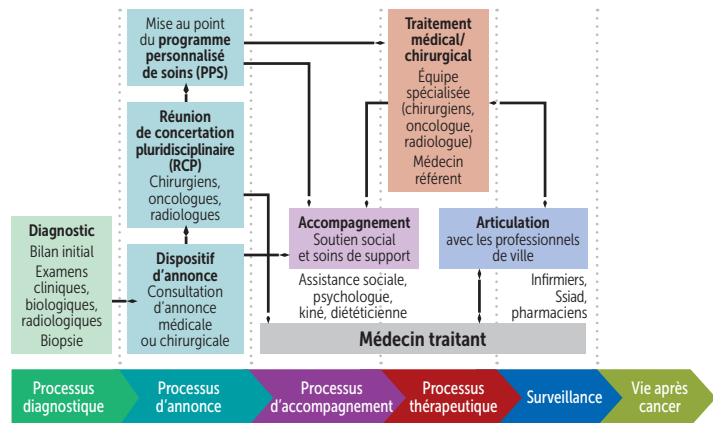 Mise au point
du programme
personnalisé
de soins (PPS)
Réunion
de concertation
pluridisciplinaire
(RCP)
Chirurgiens,
oncologues,
radiologues
Diagnostic
Bilan initial
Examens
cliniques,
biologiques,
radiologiques
Biopsie
Dispositif
d'annonce
Consultation
d'annonce
médicale
ou chirurgicale
Traitement
médical/
chirurgical
Équipe
spécialisée
(chirurgiens,
oncologue,
radiologue)
Médecin
référent
Accompagnement
Soutien social
et soins de support
Assistance sociale,
psychologue,
kiné, diététicienne
Articulation
avec les professionnels
de ville
Infirmiers,
Ssiad,
pharmaciens
Médecin traitant
Processus
diagnostique
Processus
d'annonce
Processus
d'accompagnement
Processus
thérapeutique
Surveillance
Vie après
cancer